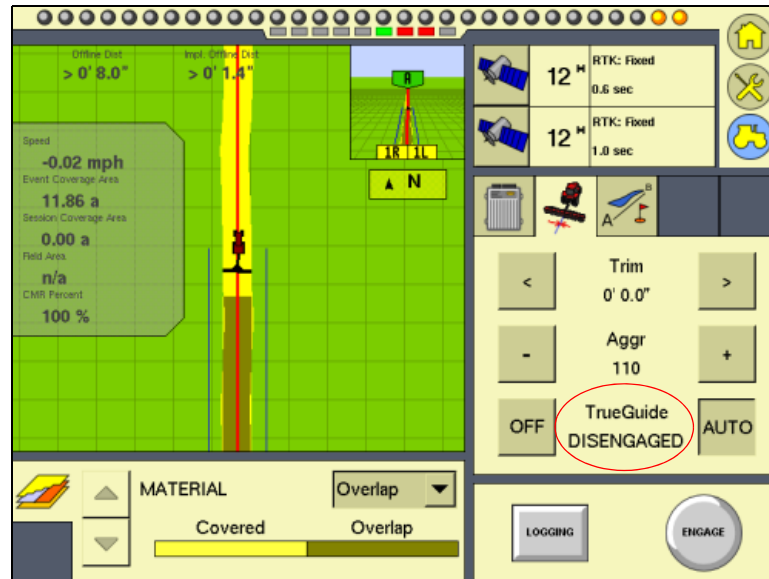 Offline Dist
> 0' 8.0"
Impl. Offline Dist
> 0' 1.4"
A
1R 1L
N
Speed
-0.02 mph
Event Coverage Area
11.86 a
Session Coverage Area
0.00 a
Field Area
n/a
CMR Percent
100 %
12 H
RTK: Fixed
0.6 sec
12 H
RTK: Fixed
1.0 sec
A B
< Trim >
0' 0.0"
- Aggr +
110
OFF TrueGuide AUTO
DISENGAGED
MATERIAL
Overlap
Covered Overlap
LOGGING
ENGAGE